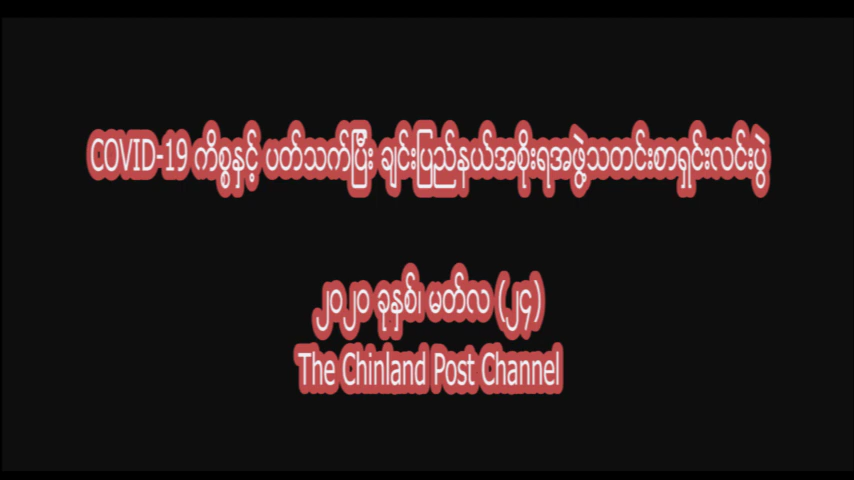 COVID-19 ကိစ္စနှင့် ပတ်သက်ပြီး ချင်းပြည်နယ်အစိုးရအဖွဲ့သတင်းစာရှင်းလင်းပွဲ
၂၀၂၀ ခုနှစ်၊ မတ်လ (၂၄)
The Chinland Post Channel